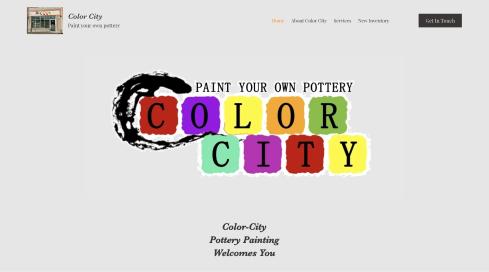 Color City
Paint your own pottery
Home About Color City Services New Inventory
Get In Touch
PAINT YOUR OWN POTTERY
COLOR
CITY
Color-City
Pottery Painting
Welcomes You